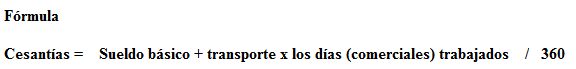 Fórmula
Cesantías = Sueldo básico + transporte x los días (comerciales) trabajados / 360